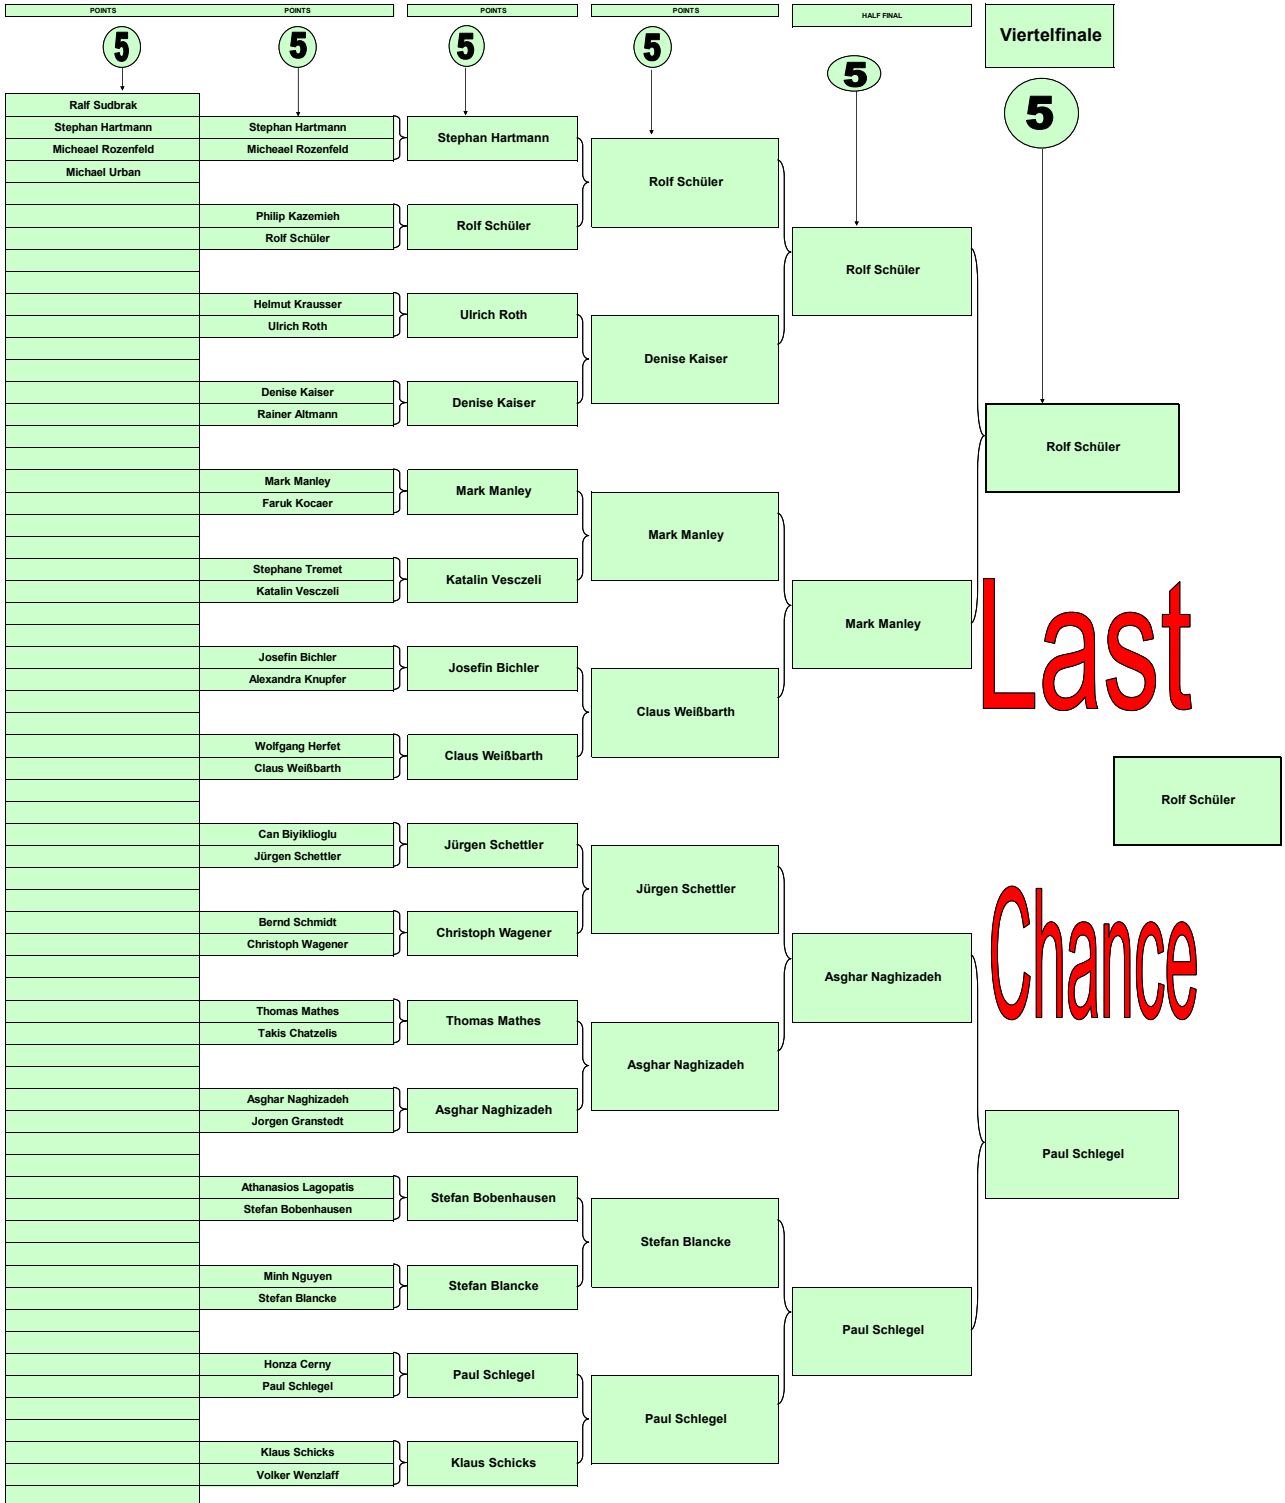 POINTS
POINTS
POINTS
POINTS
HALF FINAL
Viertelfinale
5
5
5
5
5
5
Ralf Sudbrak
Stephan Hartmann
Micheael Rozenfeld
Michael Urban
Stephan Hartmann
Micheael Rozenfeld
Philip Kazemieh
Rolf Schüler
Helmut Krausser
Ulrich Roth
Denise Kaiser
Rainer Altmann
Mark Manley
Faruk Kocaer
Stephane Tremet
Katalin Vesczeli
Josefin Bichler
Alexandra Knupfer
Wolfgang Herfet
Claus Weißbarth
Can Biyiklioglu
Jürgen Schettler
Bernd Schmidt
Christoph Wagener
Thomas Mathes
Takis Chatzelis
Asghar Naghizadeh
Jorgen Granstedt
Athanasios Lagopatis
Stefan Bobenhausen
Minh Nguyen
Stefan Blancke
Honza Cerny
Paul Schlegel
Klaus Schicks
Volker Wenzlaff
Stephan Hartmann
Rolf Schüler
Ulrich Roth
Denise Kaiser
Mark Manley
Katalin Vesczeli
Josefin Bichler
Claus Weißbarth
Jürgen Schettler
Christoph Wagener
Thomas Mathes
Asghar Naghizadeh
Stefan Bobenhausen
Stefan Blancke
Paul Schlegel
Klaus Schicks
Rolf Schüler
Denise Kaiser
Mark Manley
Claus Weißbarth
Jürgen Schettler
Asghar Naghizadeh
Stefan Blancke
Paul Schlegel
Rolf Schüler
Mark Manley
Asghar Naghizadeh
Paul Schlegel
Rolf Schüler
Last
Rolf Schüler
Chance
Paul Schlegel